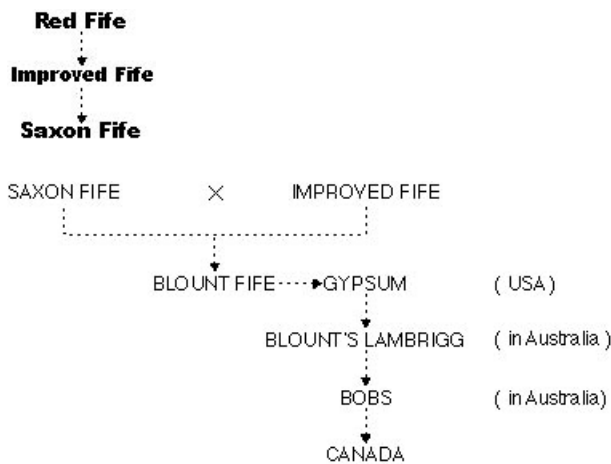 Red Fife
Improved Fife
Saxon Fife
SAXON FIFE × IMPROVED FIFE
BLOUNT FIFE GYPSUM ( USA )
BLOUNT'S LAMBRIGG ( in Australia )
BOBS ( in Australia)
CANADA